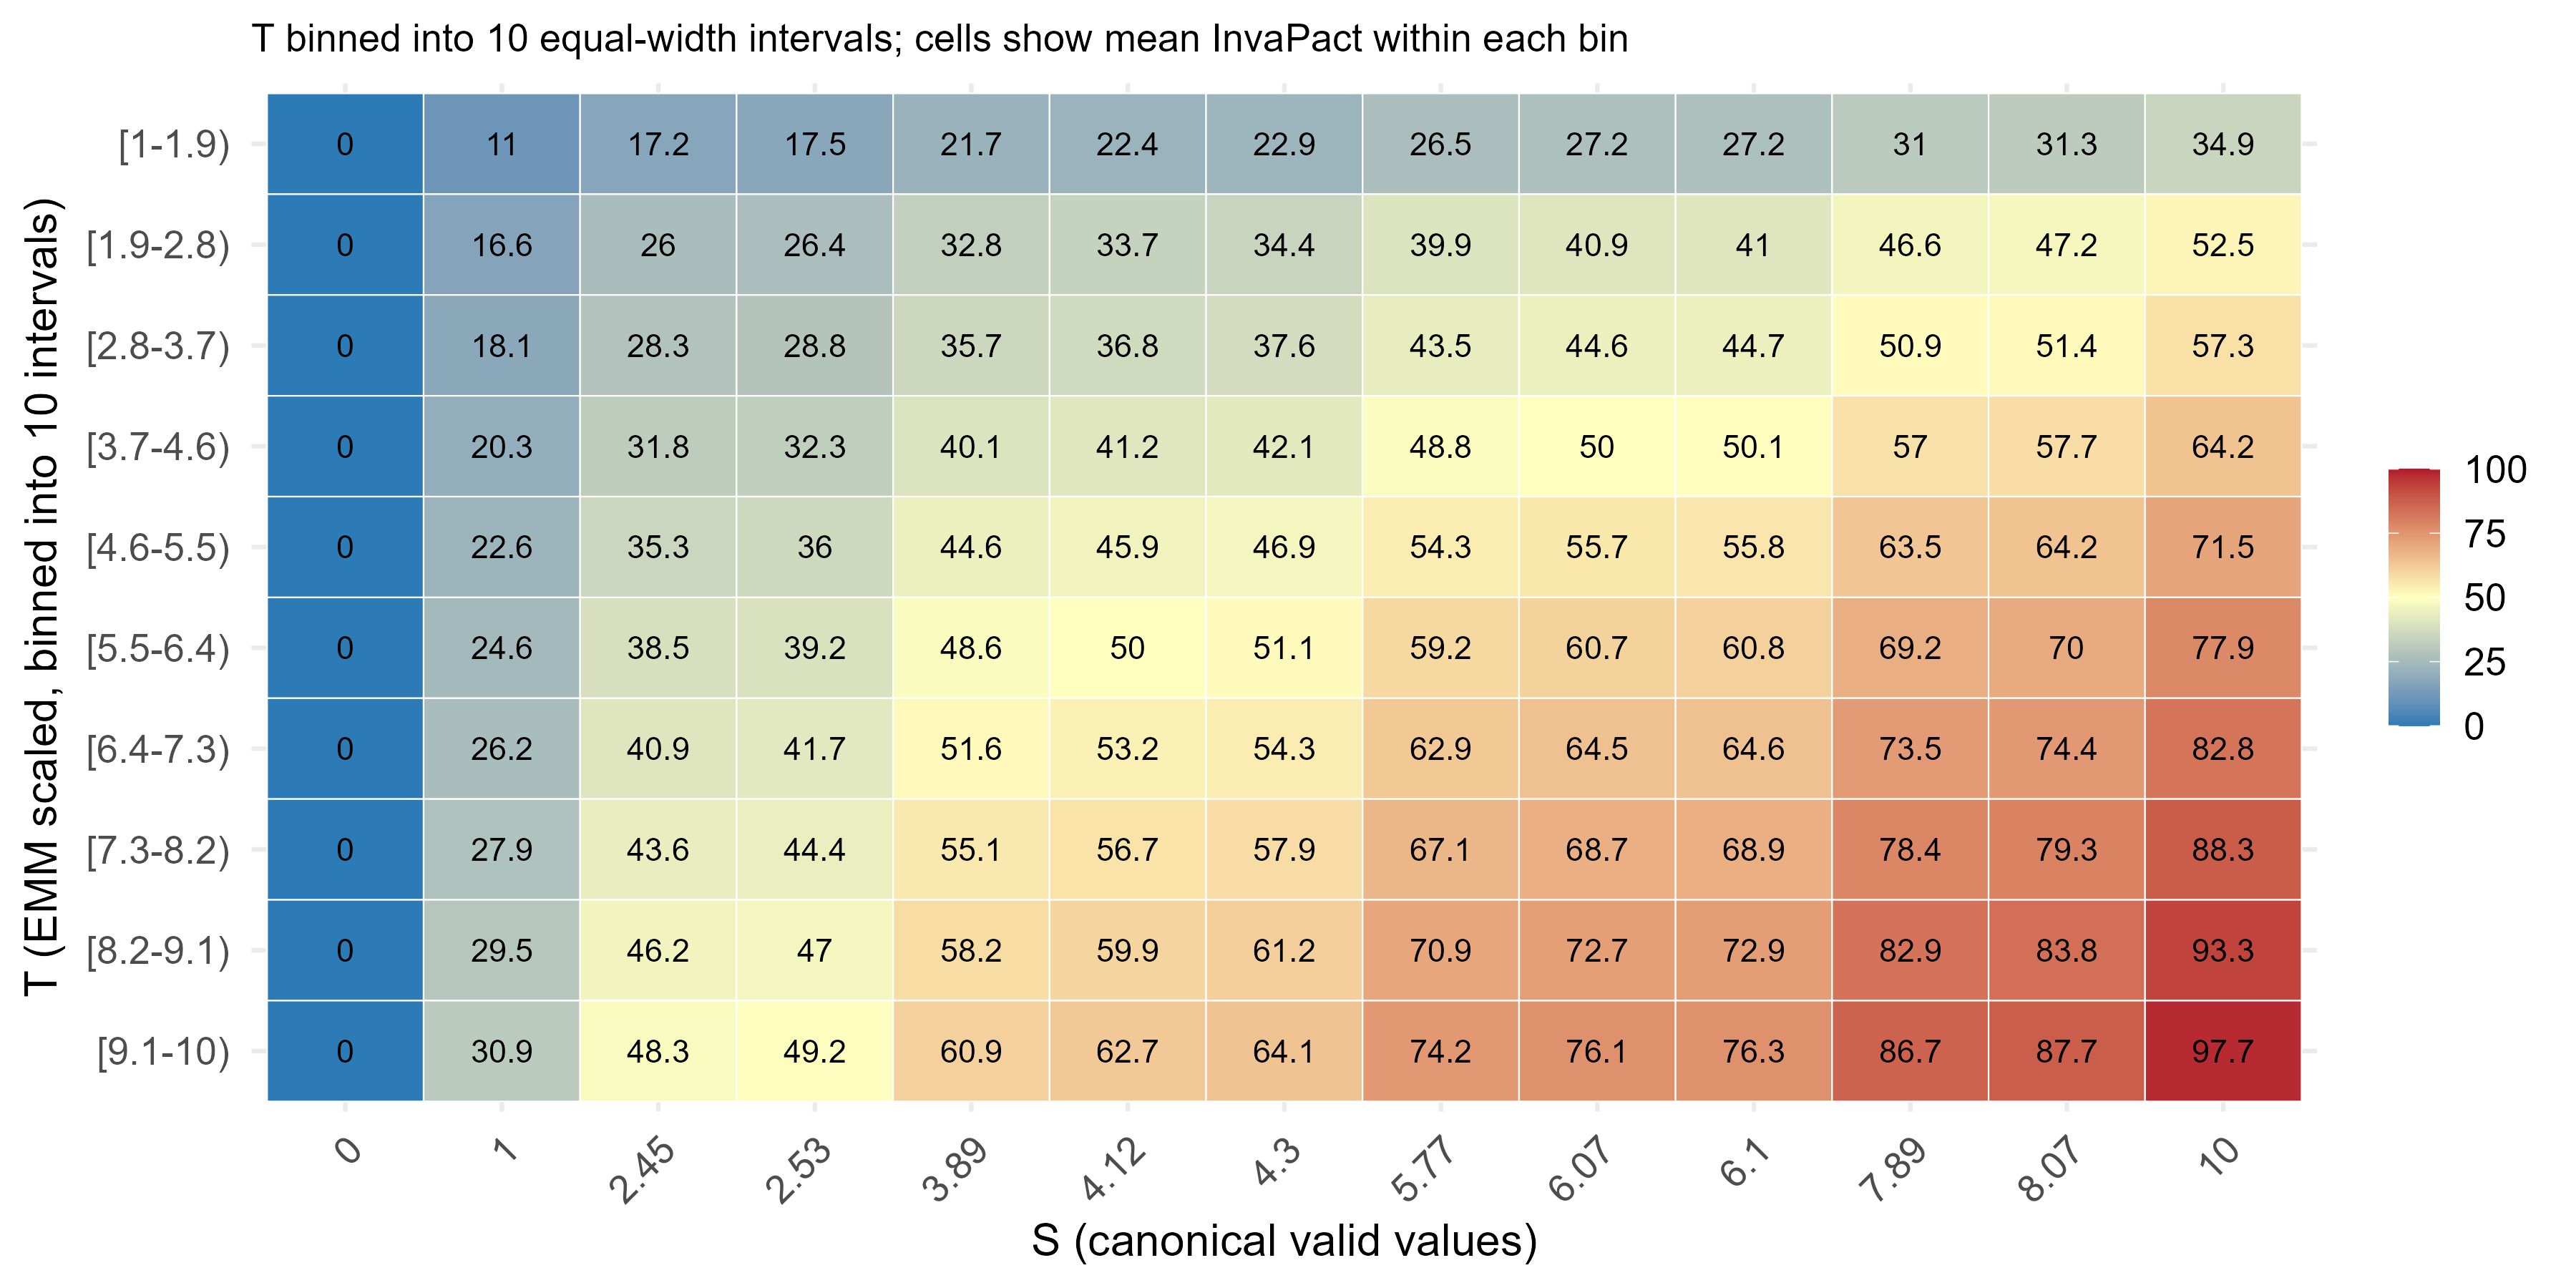 T binned into 10 equal-width intervals; cells show mean InvaPact within each bin
T (EMM scaled, binned into 10 intervals)
[1-1.9) 0 11 17.2 17.5 21.7 22.4 22.9 26.5 27.2 27.2 31 31.3 34.9
[1.9-2.8) 0 16.6 26 26.4 32.8 33.7 34.4 39.9 40.9 41 46.6 47.2 52.5
[2.8-3.7) 0 18.1 28.3 28.8 35.7 36.8 37.6 43.5 44.6 44.7 50.9 51.4 57.3
[3.7-4.6) 0 20.3 31.8 32.3 40.1 41.2 42.1 48.8 50 50.1 57 57.7 64.2
[4.6-5.5) 0 22.6 35.3 36 44.6 45.9 46.9 54.3 55.7 55.8 63.5 64.2 71.5
[5.5-6.4) 0 24.6 38.5 39.2 48.6 50 51.1 59.2 60.7 60.8 69.2 70 77.9
[6.4-7.3) 0 26.2 40.9 41.7 51.6 53.2 54.3 62.9 64.5 64.6 73.5 74.4 82.8
[7.3-8.2) 0 27.9 43.6 44.4 55.1 56.7 57.9 67.1 68.7 68.9 78.4 79.3 88.3
[8.2-9.1) 0 29.5 46.2 47 58.2 59.9 61.2 70.9 72.7 72.9 82.9 83.8 93.3
[9.1-10) 0 30.9 48.3 49.2 60.9 62.7 64.1 74.2 76.1 76.3 86.7 87.7 97.7
0 1 2.45 2.53 3.89 4.12 4.3 5.77 6.07 6.1 7.89 8.07 10
S (canonical valid values)
100
75
50
25
0